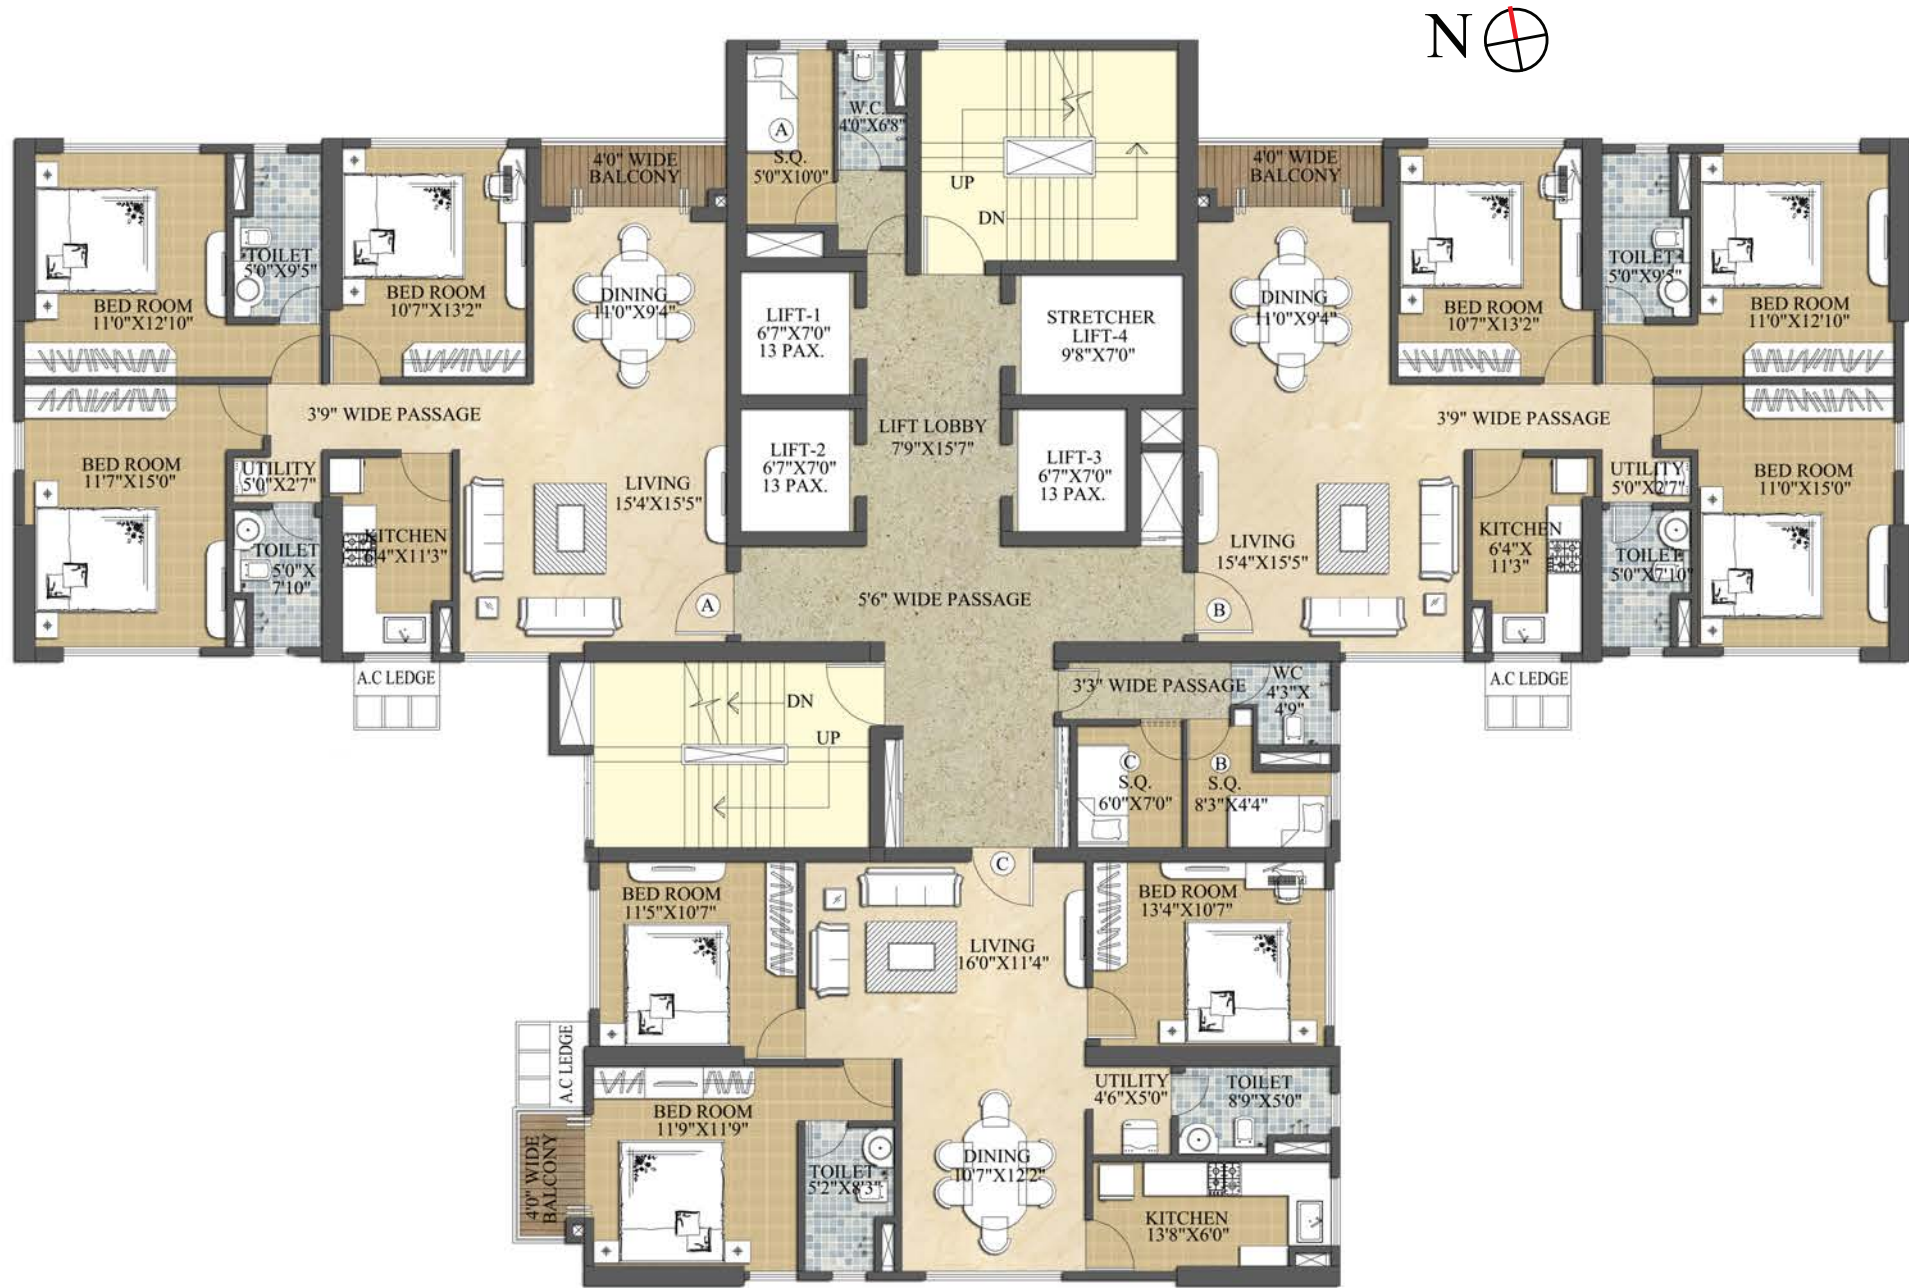 N
A
S.Q.
5'0"X10'0"
W.C.
4'0"X6'8"
UP
DN
4'0" WIDE
BALCONY
4'0" WIDE
BALCONY
BED ROOM
11'0"X12'10"
TOILET
5'0"X9'5"
BED ROOM
10'7"X13'2"
DINING
11'0"X9'4"
LIFT-1
6'7"X7'0"
13 PAX.
STRETCHER
LIFT-4
9'8"X7'0"
DINING
11'0"X9'4"
BED ROOM
10'7"X13'2"
TOILET
5'0"X9'5"
BED ROOM
11'0"X12'10"
3'9" WIDE PASSAGE
LIFT LOBBY
7'9"X15'7"
3'9" WIDE PASSAGE
BED ROOM
11'7"X15'0"
UTILITY
5'0"X2'7"
LIVING
15'4"X15'5"
LIFT-2
6'7"X7'0"
13 PAX.
LIFT-3
6'7"X7'0"
13 PAX.
UTILITY
5'0"X2'7"
BED ROOM
11'0"X15'0"
TOILET
5'0"X
7'10"
KITCHEN
6'4"X11'3"
LIVING
15'4"X15'5"
KITCHEN
6'4"X
11'3"
TOILET
5'0"X7'10"
A
5'6" WIDE PASSAGE
B
A.C LEDGE
A.C LEDGE
DN
UP
3'3" WIDE PASSAGE
WC
4'3"X
4'9"
C
S.Q.
6'0"X7'0"
B
S.Q.
8'3"X4'4"
C
BED ROOM
11'5"X10'7"
LIVING
16'0"X11'4"
BED ROOM
13'4"X10'7"
A.C LEDGE
BED ROOM
11'9"X11'9"
UTILITY
4'6"X5'0"
TOILET
8'9"X5'0"
4'0" WIDE
BALCONY
TOILET
5'2"X8'3"
DINING
10'7"X12'2"
KITCHEN
13'8"X6'0"